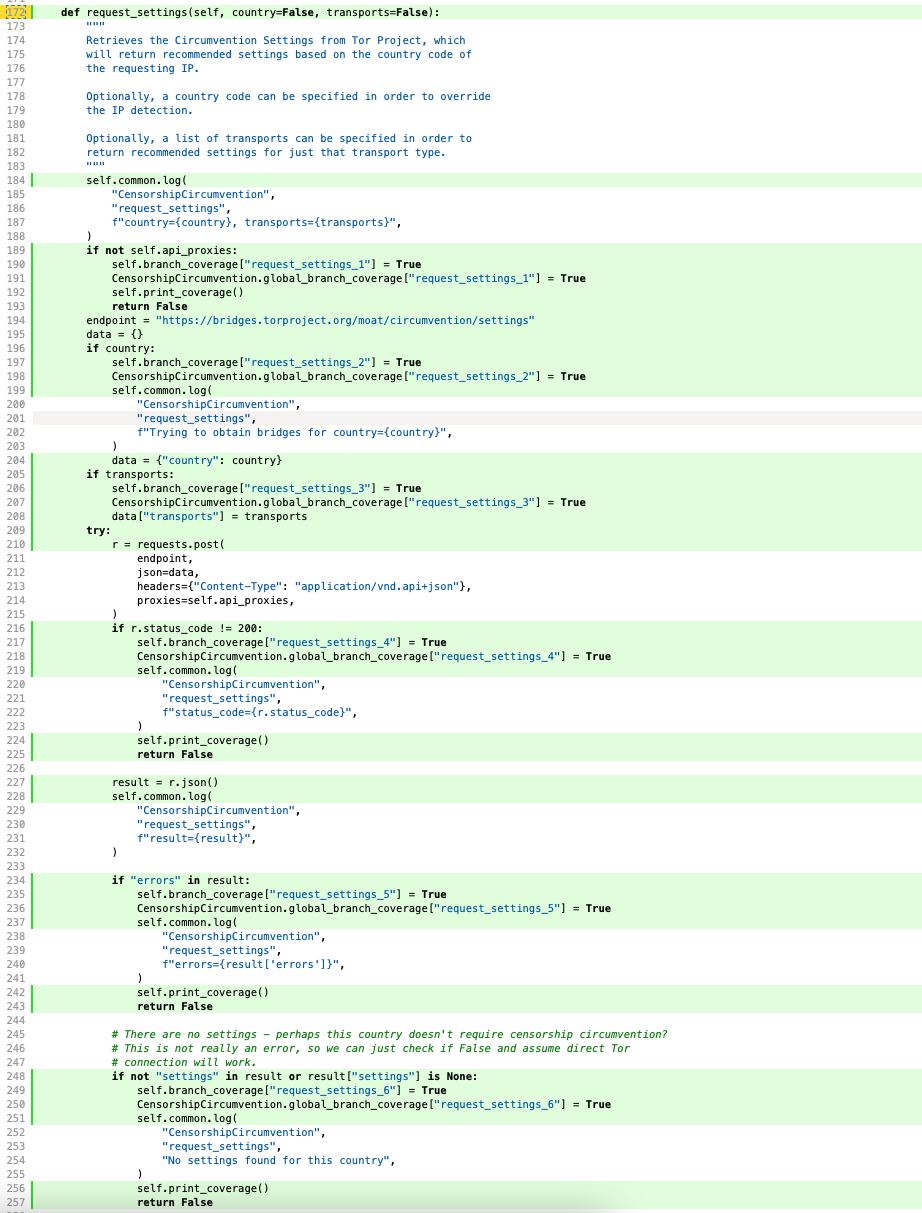 172 def request_settings(self, country=False, transports=False):
173 """
174 Retrieves the Circumvention Settings from Tor Project, which
175 will return recommended settings based on the country code of
176 the requesting IP.
177
178 Optionally, a country code can be specified in order to override
179 the IP detection.
180
181 Optionally, a list of transports can be specified in order to
182 return recommended settings for just that transport type.
183 """
184 self.common.log(
185 "CensorshipCircumvention",
186 "request_settings",
187 f"country={country}, transports={transports}",
188 )
189 if not self.api_proxies:
190 self.branch_coverage["request_settings_1"] = True
191 CensorshipCircumvention.global_branch_coverage["request_settings_1"] = True
192 self.print_coverage()
193 return False
194 endpoint = "https://bridges.torproject.org/moat/circumvention/settings"
195 data = {}
196 if country:
197 self.branch_coverage["request_settings_2"] = True
198 CensorshipCircumvention.global_branch_coverage["request_settings_2"] = True
199 self.common.log(
200 "CensorshipCircumvention",
201 "request_settings",
202 f"Trying to obtain bridges for country={country}",
203 )
204 data = {"country": country}
205 if transports:
206 self.branch_coverage["request_settings_3"] = True
207 CensorshipCircumvention.global_branch_coverage["request_settings_3"] = True
208 data["transports"] = transports
209 try:
210 r = requests.post(
211 endpoint,
212 json=data,
213 headers={"Content-Type": "application/vnd.api+json"},
214 proxies=self.api_proxies,
215 )
216 if r.status_code != 200:
217 self.branch_coverage["request_settings_4"] = True
218 CensorshipCircumvention.global_branch_coverage["request_settings_4"] = True
219 self.common.log(
220 "CensorshipCircumvention",
221 "request_settings",
222 f"status_code={r.status_code}",
223 )
224 self.print_coverage()
225 return False
226
227 result = r.json()
228 self.common.log(
229 "CensorshipCircumvention",
230 "request_settings",
231 f"result={result}",
232 )
233
234 if "errors" in result:
235 self.branch_coverage["request_settings_5"] = True
236 CensorshipCircumvention.global_branch_coverage["request_settings_5"] = True
237 self.common.log(
238 "CensorshipCircumvention",
239 "request_settings",
240 f"errors={result['errors']}",
241 )
242 self.print_coverage()
243 return False
244
245 # There are no settings – perhaps this country doesn't require censorship circumvention?
246 # This is not really an error, so we can just check if False and assume direct Tor
247 # connection will work.
248 if not "settings" in result or result["settings"] is None:
249 self.branch_coverage["request_settings_6"] = True
250 CensorshipCircumvention.global_branch_coverage["request_settings_6"] = True
251 self.common.log(
252 "CensorshipCircumvention",
253 "request_settings",
254 "No settings found for this country",
255 )
256 self.print_coverage()
257 return False